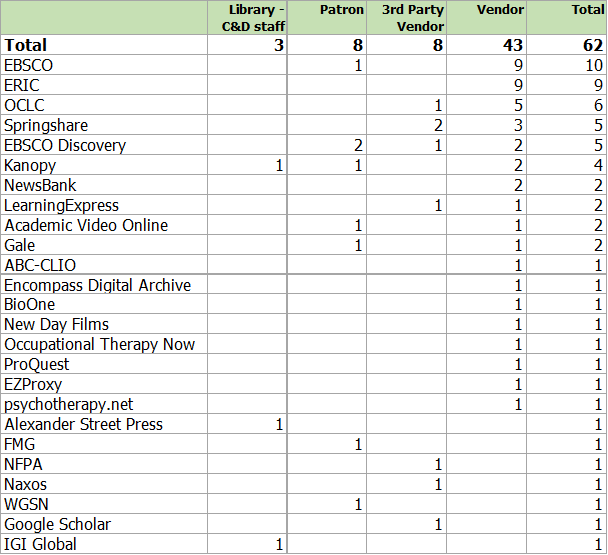 Library - C&D staff Patron 3rd Party Vendor Vendor Total
Total 3 8 8 43 62
EBSCO 1 9 10
ERIC 9 9
OCLC 1 5 6
Springshare 2 3 5
EBSCO Discovery 2 1 2 5
Kanopy 1 1 2 4
NewsBank 2 2
LearningExpress 1 1 2
Academic Video Online 1 1 2
Gale 1 1 2
ABC-CLIO 1 1
Encompass Digital Archive 1 1
BioOne 1 1
New Day Films 1 1
Occupational Therapy Now 1 1
ProQuest 1 1
EZProxy 1 1
psychotherapy.net 1 1
Alexander Street Press 1 1
FMG 1 1
NFPA 1 1
Naxos 1 1
WGSN 1 1
Google Scholar 1 1
IGI Global 1 1